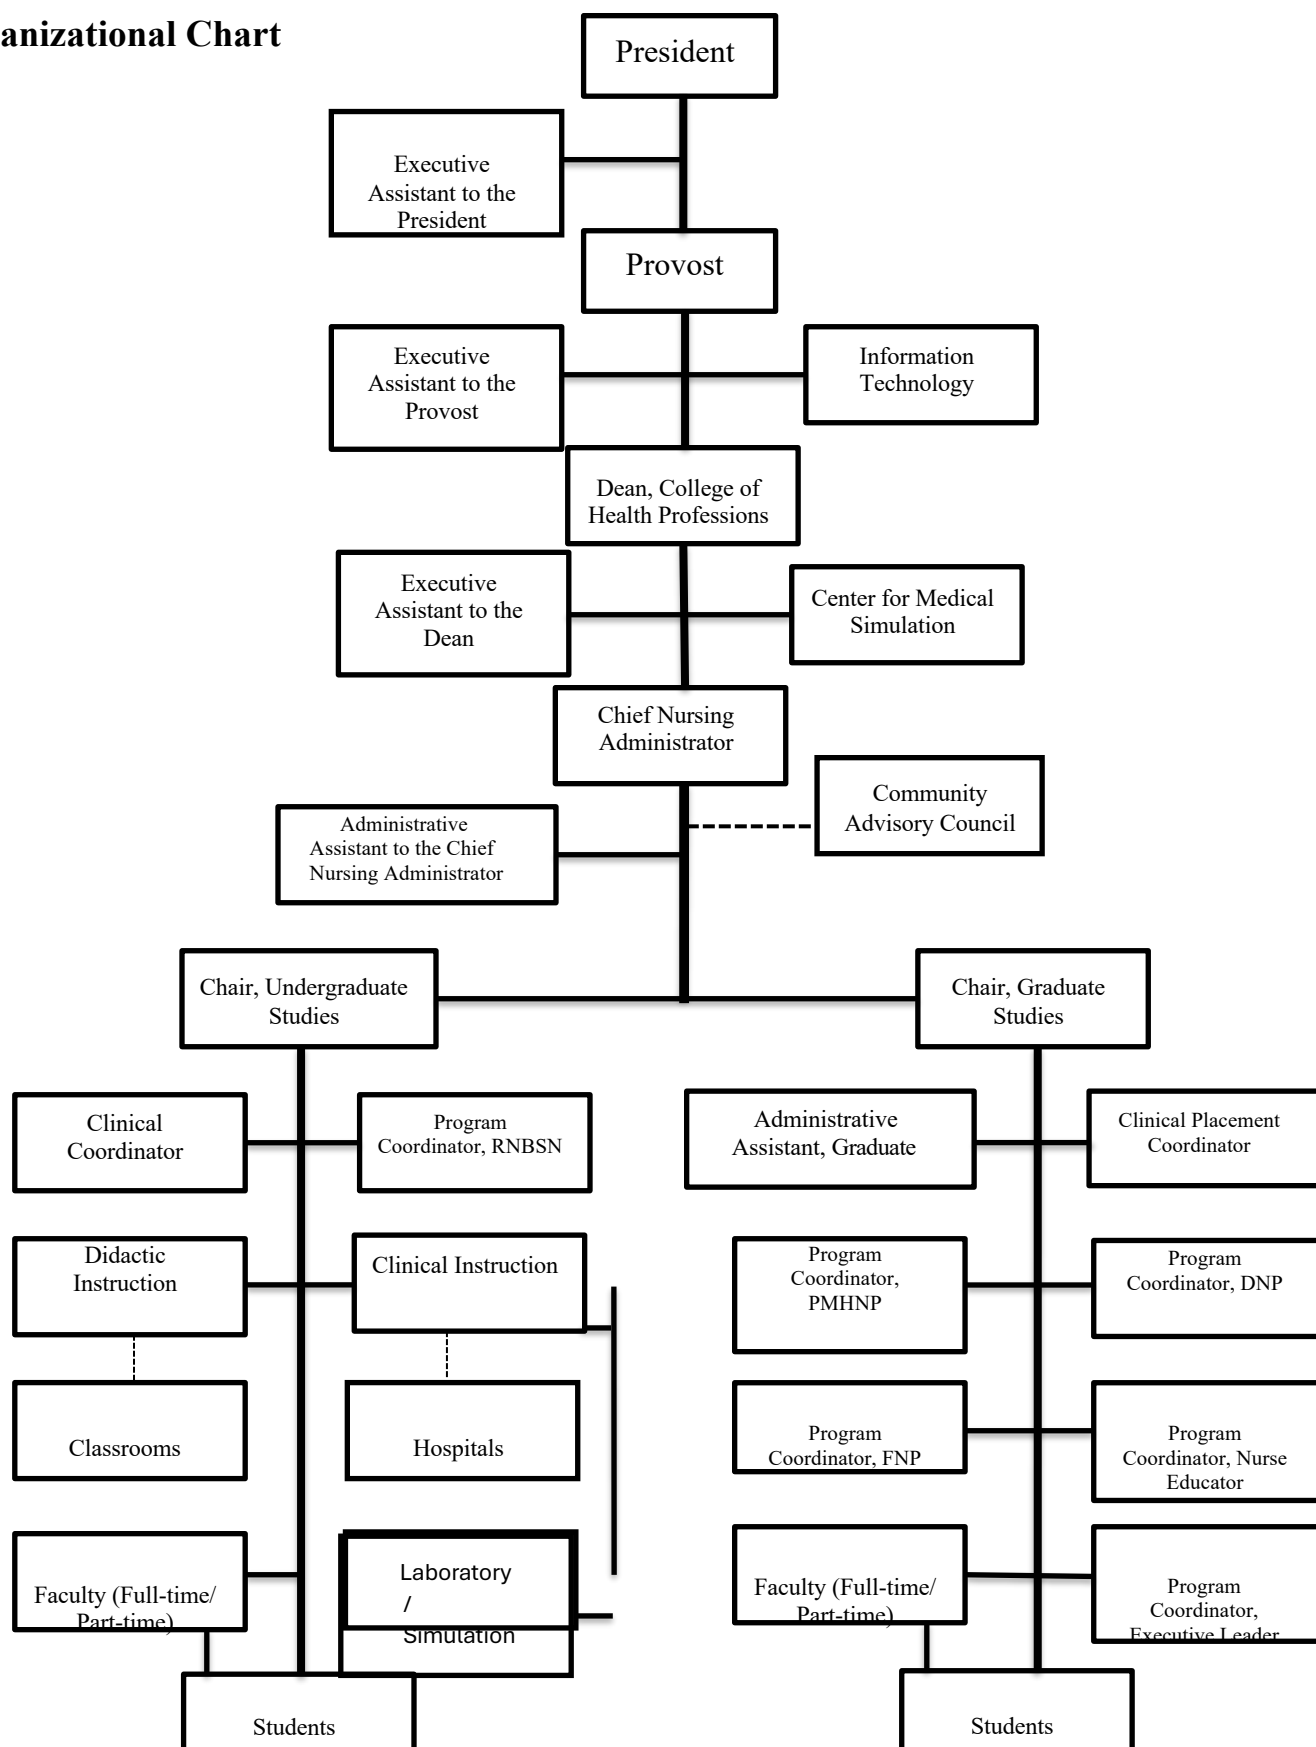 anizational Chart
President
Executive
Assistant to the
President
Provost
Executive
Assistant to the
Provost
Information
Technology
Dean, College of
Health Professions
Executive
Assistant to the
Dean
Center for Medical
Simulation
Chief Nursing
Administrator
Community
Advisory Council
Administrative
Assistant to the Chief
Nursing Administrator
Chair, Undergraduate
Studies
Chair, Graduate
Studies
Clinical
Coordinator
Program
Coordinator, RNBSN
Administrative
Assistant, Graduate
Clinical Placement
Coordinator
Didactic
Instruction
Clinical Instruction
Program
Coordinator,
PMHNP
Program
Coordinator, DNP
Classrooms
Hospitals
Program
Coordinator, FNP
Program
Coordinator, Nurse
Educator
Faculty (Full-time/
Part-time)
Laboratory
/
Simulation
Faculty (Full-time/
Part-time)
Program
Coordinator,
Executive Leader
Students
Students